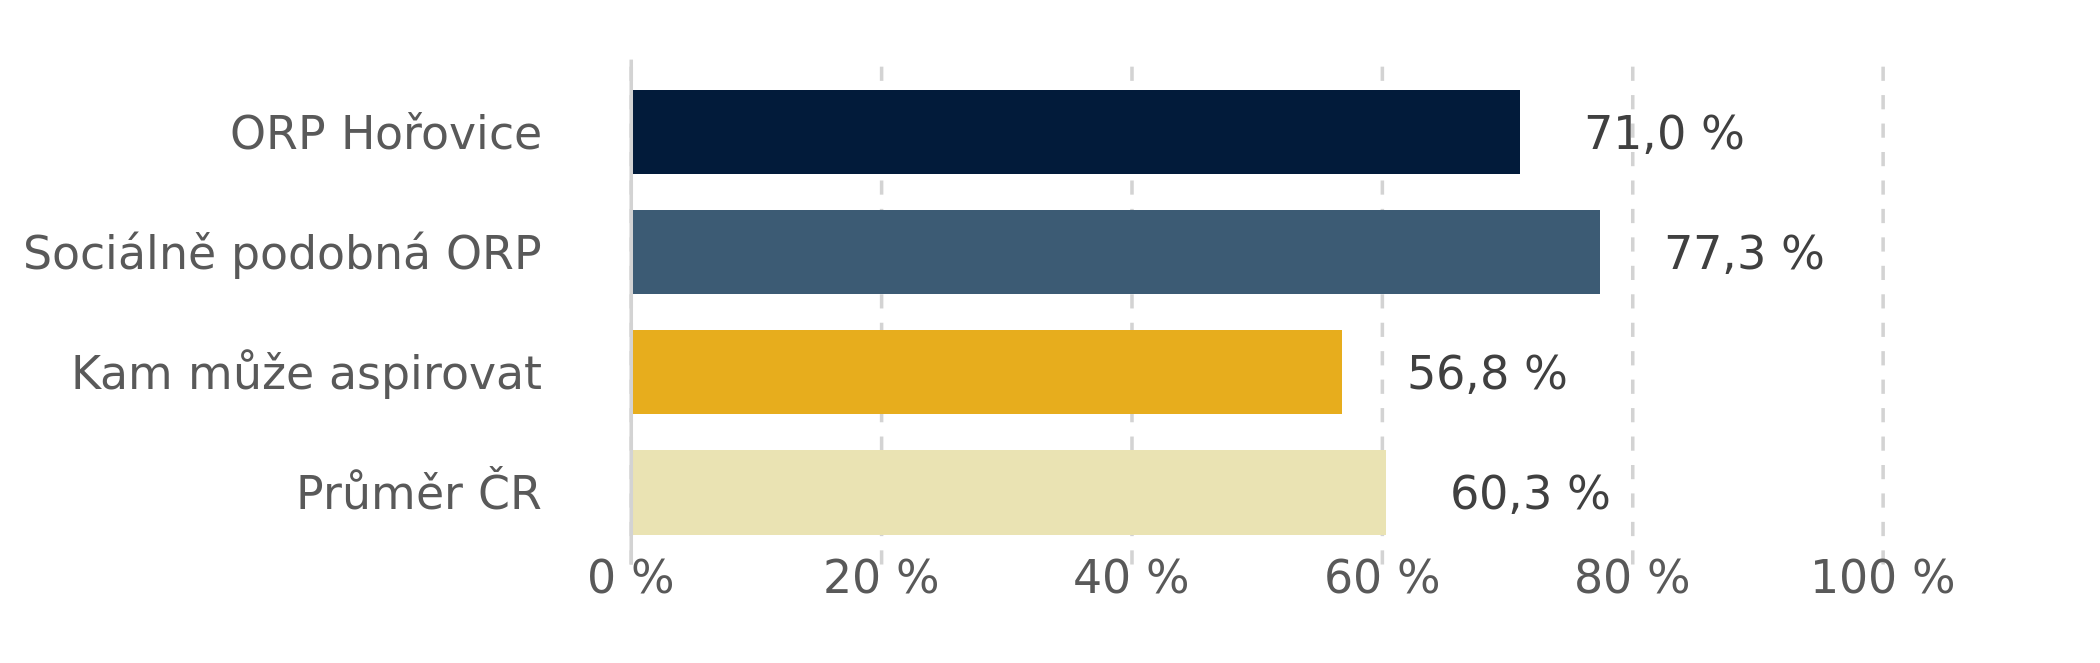 ORP Hořovice 71,0 %
Sociálně podobná ORP 77,3 %
Kam může aspirovat 56,8 %
Průměr ČR 60,3 %
0 % 20 % 40 % 60 % 80 % 100 %